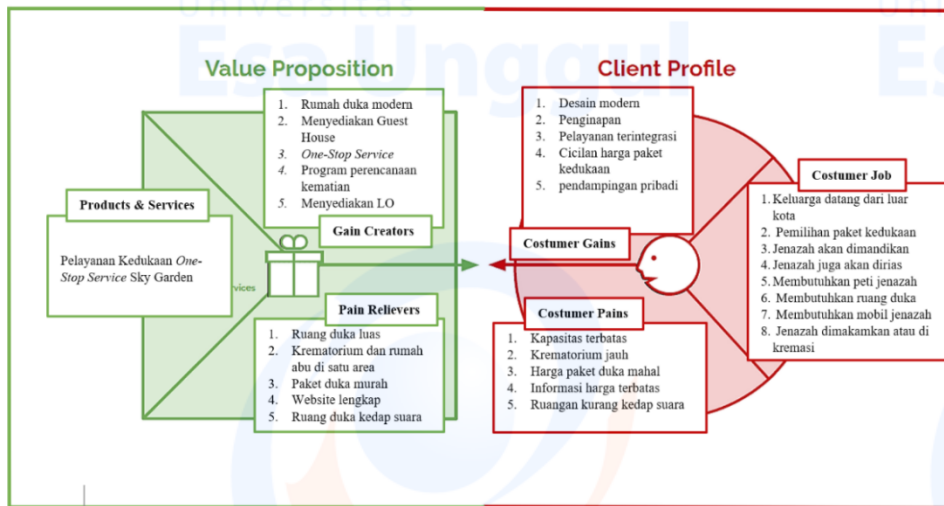 Universitas
Esa Unggul
Uni
Es
Value Proposition
Client Profile
1. Rumah duka modern
2. Menyediakan Guest
House
3. One-Stop Service
4. Program perencanaan
kematian
5. Menyediakan LO
Gain Creators
Products & Services
Pelayanan Kedukaan One-
Stop Service Sky Garden
rvices
Pain Relievers
1. Ruang duka luas
2. Krematorium dan rumah
abu di satu area
3. Paket duka murah
4. Website lengkap
5. Ruang duka kedap suara
1. Desain modern
2. Penginapan
3. Pelayanan terintegrasi
4. Cicilan harga paket
kedukaan
5. pendampingan pribadi
Costumer Gains
Costumer Pains
1. Kapasitas terbatas
2. Krematorium jauh
3. Harga paket duka mahal
4. Informasi harga terbatas
5. Ruangan kurang kedap suara
Costumer Job
1. Keluarga datang dari luar
kota
2. Pemilihan paket kedukaan
3. Jenazah akan dimandikan
4. Jenazah juga akan dirias
5. Membutuhkan peti jenazah
6. Membutuhkan ruang duka
7. Membutuhkan mobil jenazah
8. Jenazah dimakamkan atau di
kremasi